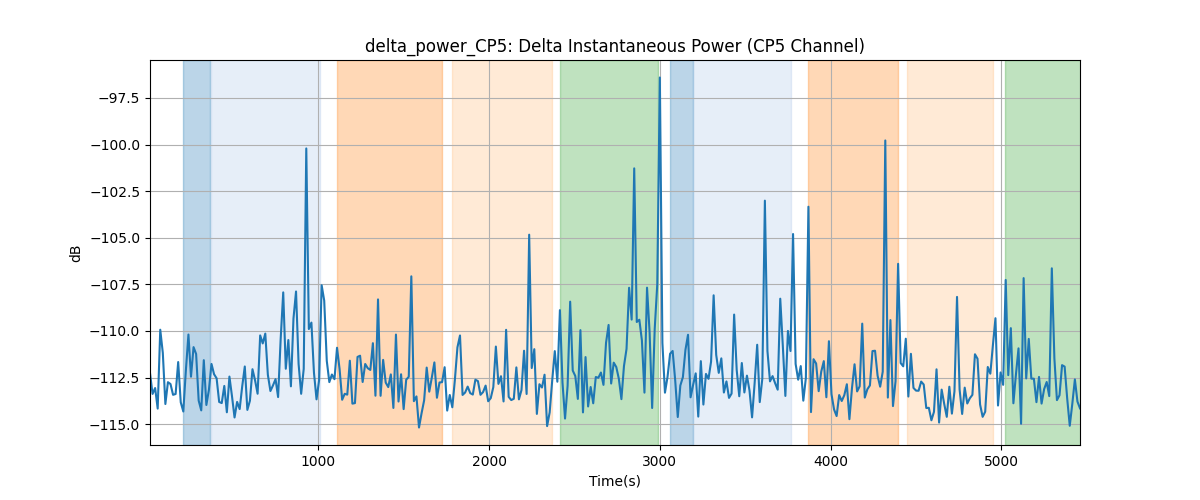 delta_power_CP5: Delta Instantaneous Power (CP5 Channel)
dB
−97.5
−100.0
−102.5
−105.0
−107.5
−110.0
−112.5
−115.0
1000 2000 3000 4000 5000
Time(s)